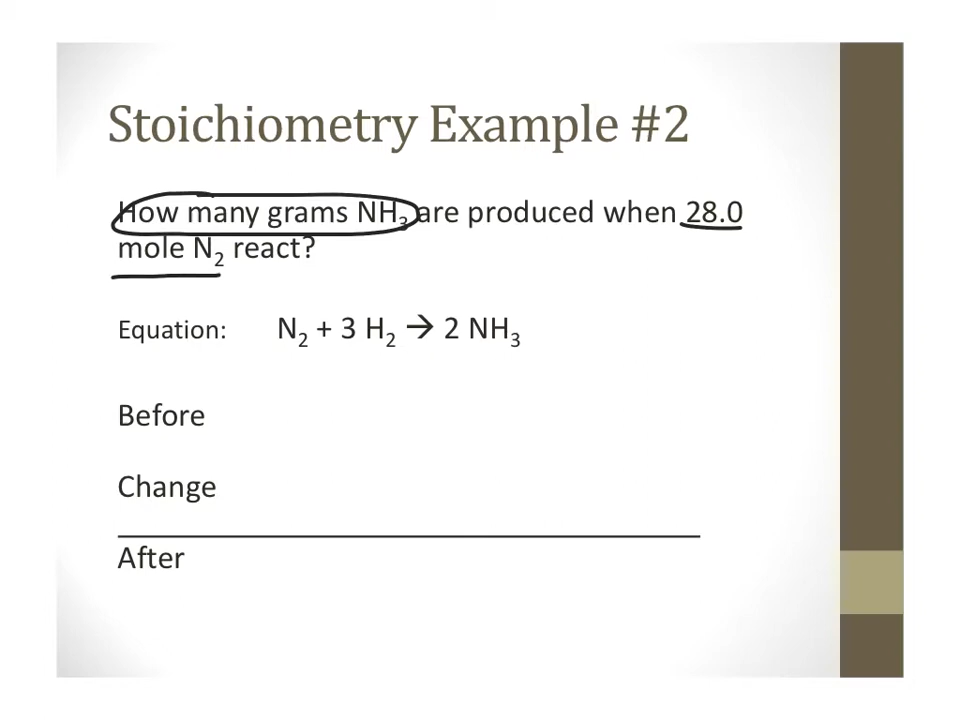 Stoichiometry Example #2
How many grams NH₃ are produced when 28.0
mole N₂ react?
Equation: N₂ + 3 H₂ → 2 NH₃
Before
Change
After